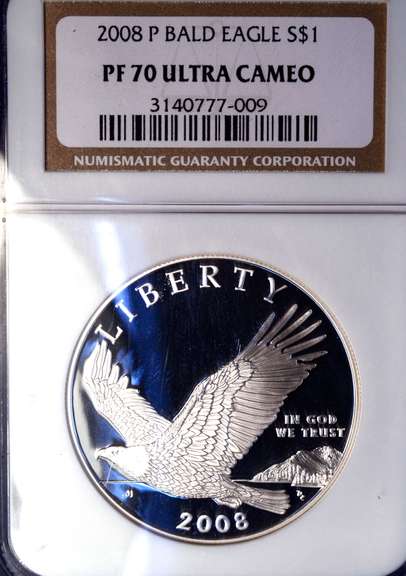 2008 P BALD EAGLE S$1
PF 70 ULTRA CAMEO
3140777-009
NUMISMATIC GUARANTY CORPORATION
LIBERTY
IN GOD
WE TRUST
2008